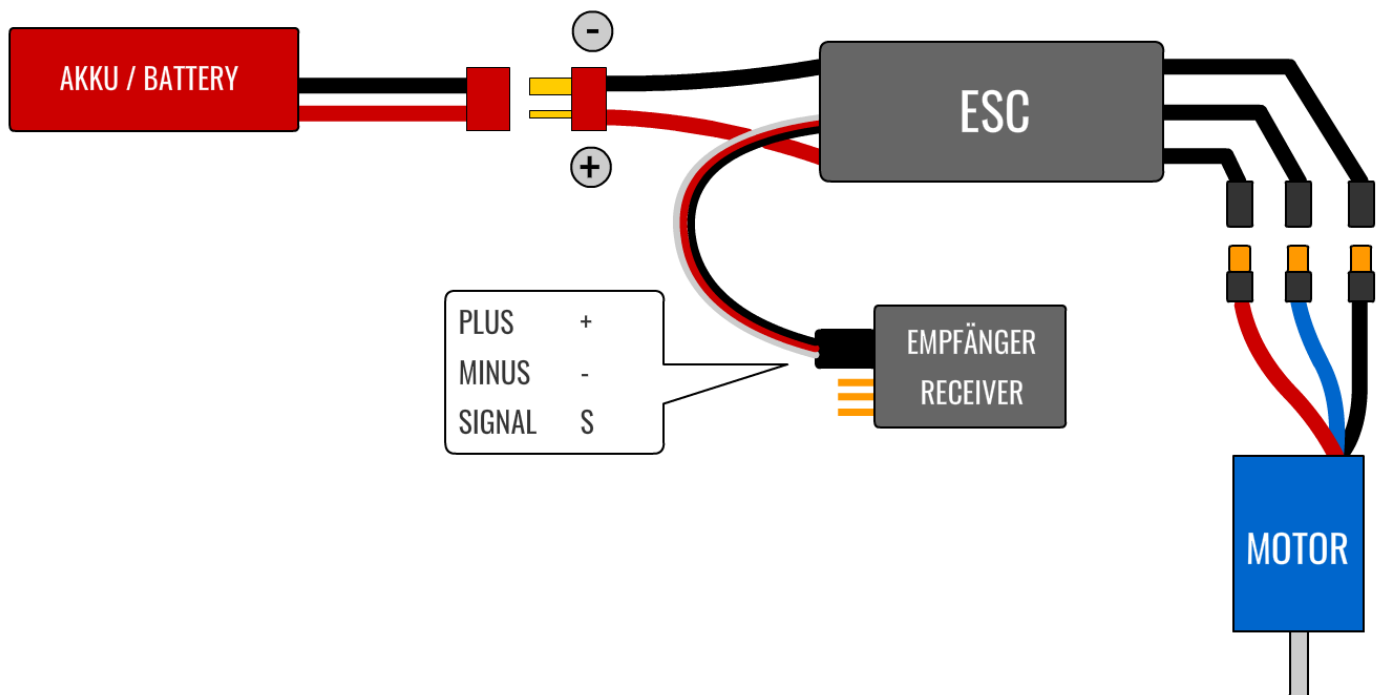 AKKU / BATTERY
-
+
ESC
PLUS +
MINUS -
SIGNAL S
EMPFÄNGER
RECEIVER
MOTOR